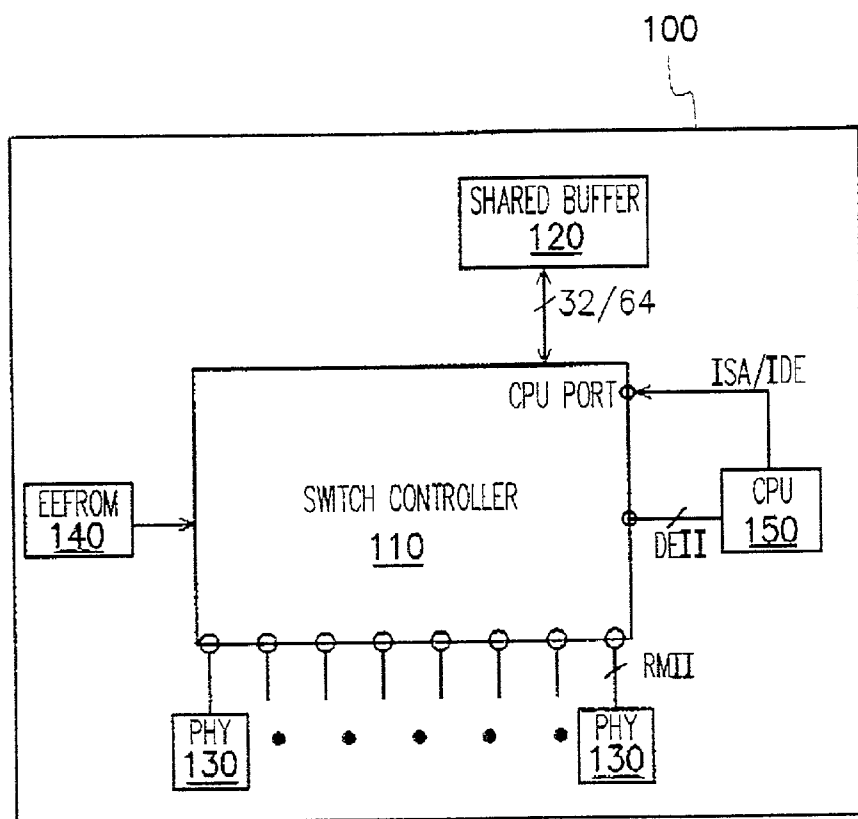 100
SHARED BUFFER
120
32/64
ISA/IDE
CPU PORT
EEFROM
140
SWITCH CONTROLLER
110
CPU
150
DEII
RMII
PHY
130
PHY
130